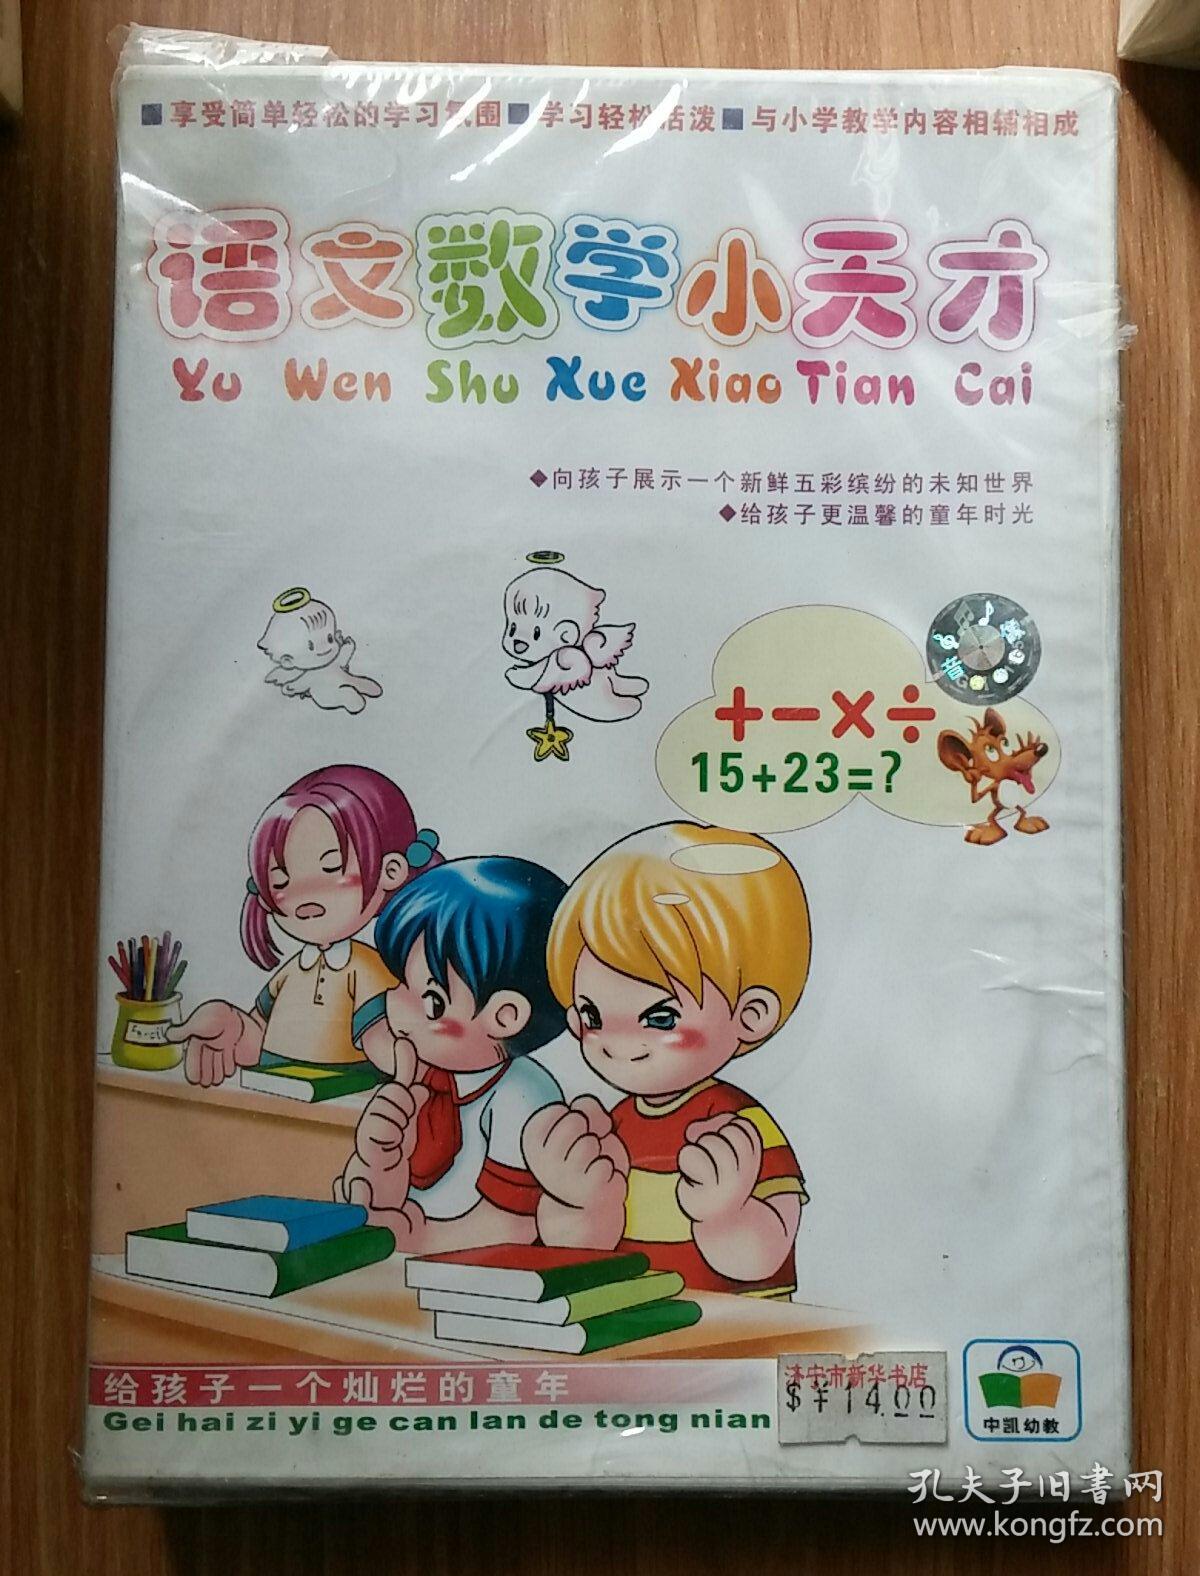 ■享受简单轻松的学习氛围■学习轻松活泼■与小学教学内容相辅相成
语文数学小天才
Yu Wen Shu Xue Xiao Tian Cai
◆向孩子展示一个新鲜五彩缤纷的未知世界
◆给孩子更温馨的童年时光
音像
+-×÷
15+23=?
给孩子一个灿烂的童年
Gei hai zi yi ge can lan de tong nian
济宁市新华书店
$¥14.00
中凯幼教
孔夫子旧书网
www.kongfz.com